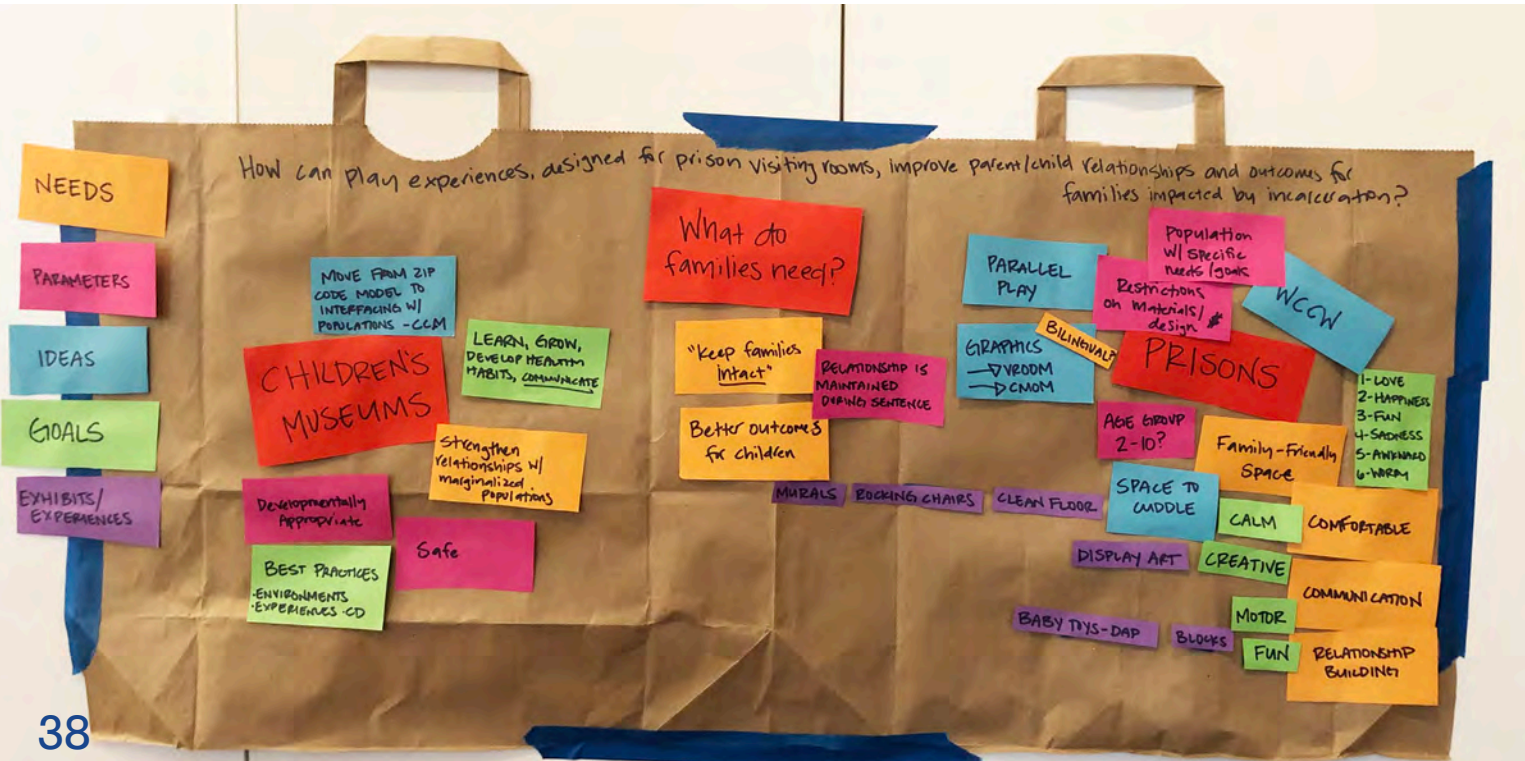 How can play experiences, designed for prison visiting rooms, improve parent/child relationships and outcomes for
families impacted by incarceration?
NEEDS
PARAMETERS
IDEAS
GOALS
EXHIBITS/
EXPERIENCES
MOVE FROM ZIP
CODE MODEL TO
INTERFACING W/
POPULATIONS -CCM
CHILDREN'S
MUSEUMS
LEARN, GROW,
DEVELOP HEALTH
HABITS, COMMUNICATE
Strengthen
relationships w/
marginalized
populations
Developmentally
Appropriate
Safe
BEST PRACTICES
-ENVIRONMENTS
-EXPERIENCES -CD
What do
families need?
"Keep families
intact"
RELATIONSHIP IS
MAINTAINED
DURING SENTENCE
Better outcomes
for children
PARALLEL
PLAY
Population
w/ specific
needs/goals
Restrictions
on materials/
design
WCCW
BILINGUAL?
GRAPHICS
→VROOM
→CMOM
PRISONS
1-LOVE
2-HAPPINESS
3-FUN
4-SADNESS
5-AWKWARD
6-WORRY
AGE GROUP
2-10?
Family-Friendly
Space
MURALS
ROCKING CHAIRS
CLEAN FLOOR
SPACE TO
CUDDLE
CALM
COMFORTABLE
DISPLAY ART
CREATIVE
COMMUNICATION
BABY TOYS-DAP
BLOCKS
MOTOR
FUN
RELATIONSHIP
BUILDING
38